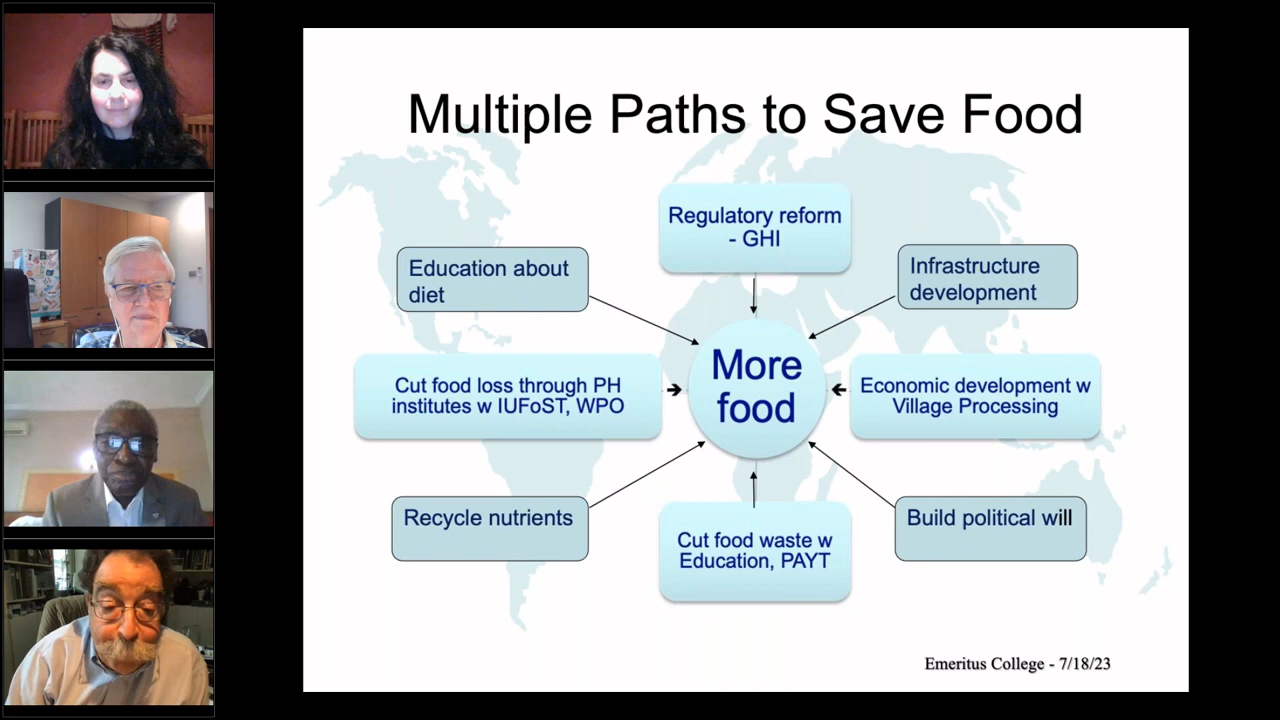 Multiple Paths to Save Food
Regulatory reform
- GHI
Education about
diet
Infrastructure
development
More
food
Cut food loss through PH
institutes w IUFoST, WPO
Economic development w
Village Processing
Recycle nutrients
Cut food waste w
Education, PAYT
Build political will
Emeritus College - 7/18/23